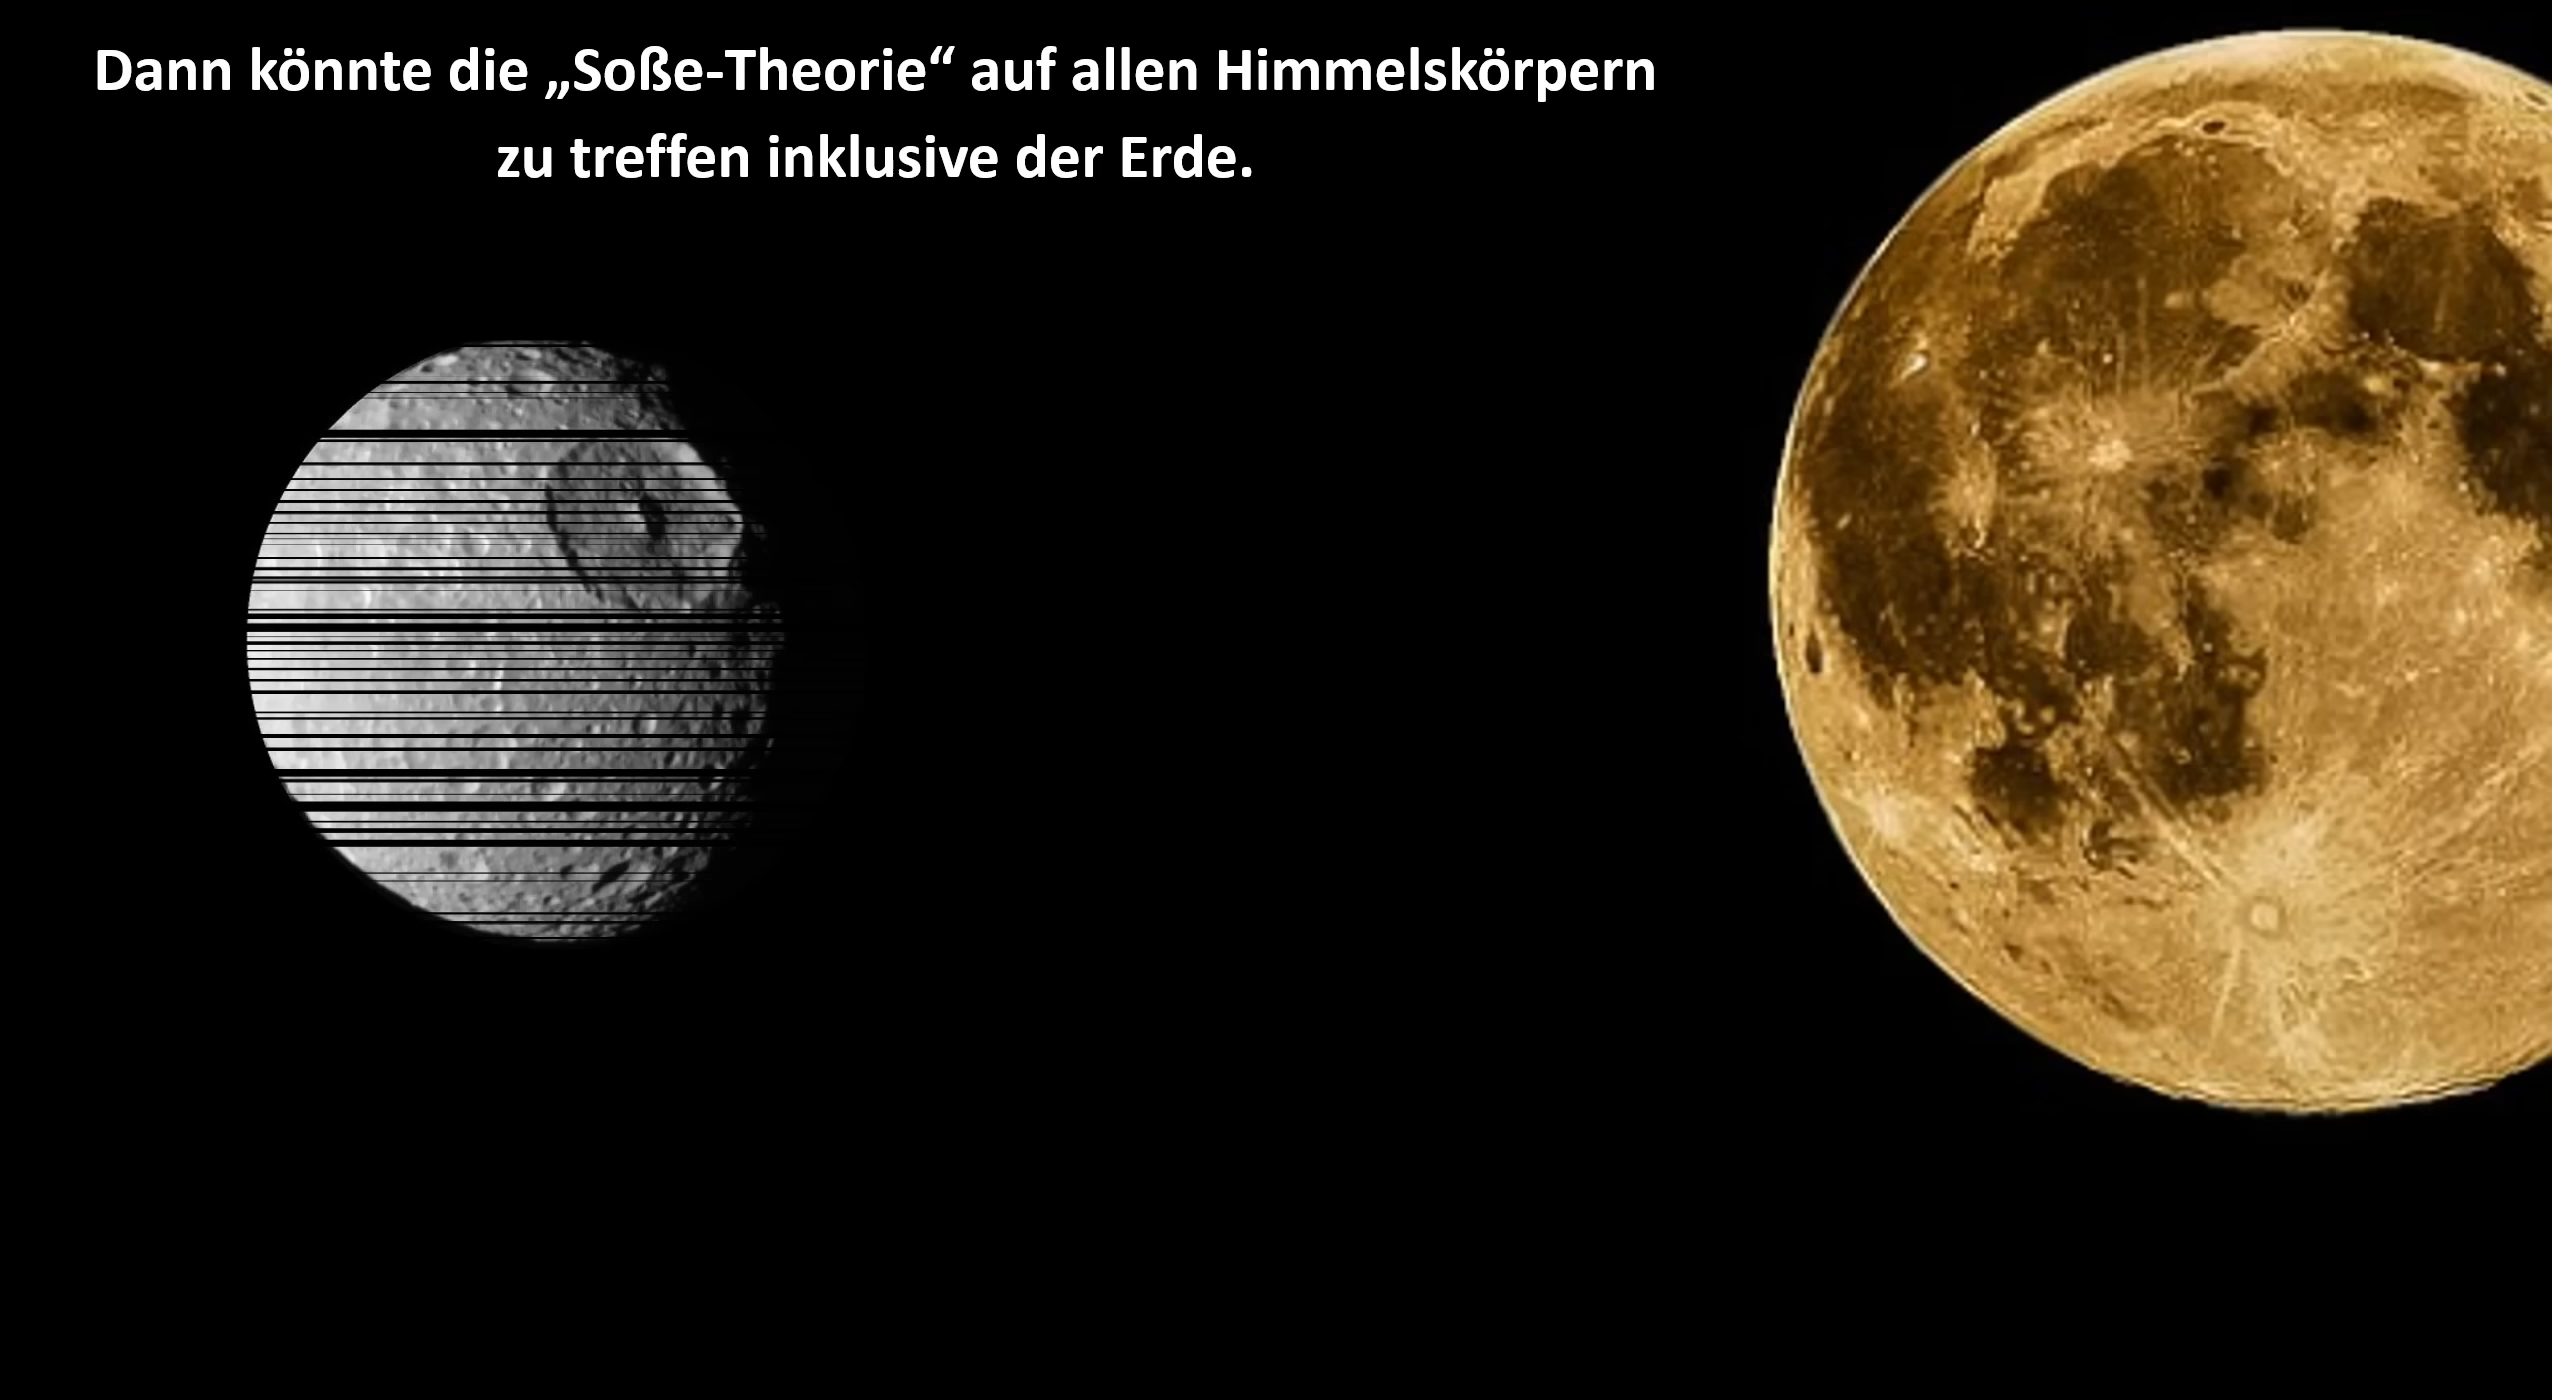 Dann könnte die „Soße-Theorie“ auf allen Himmelskörpern
zu treffen inklusive der Erde.